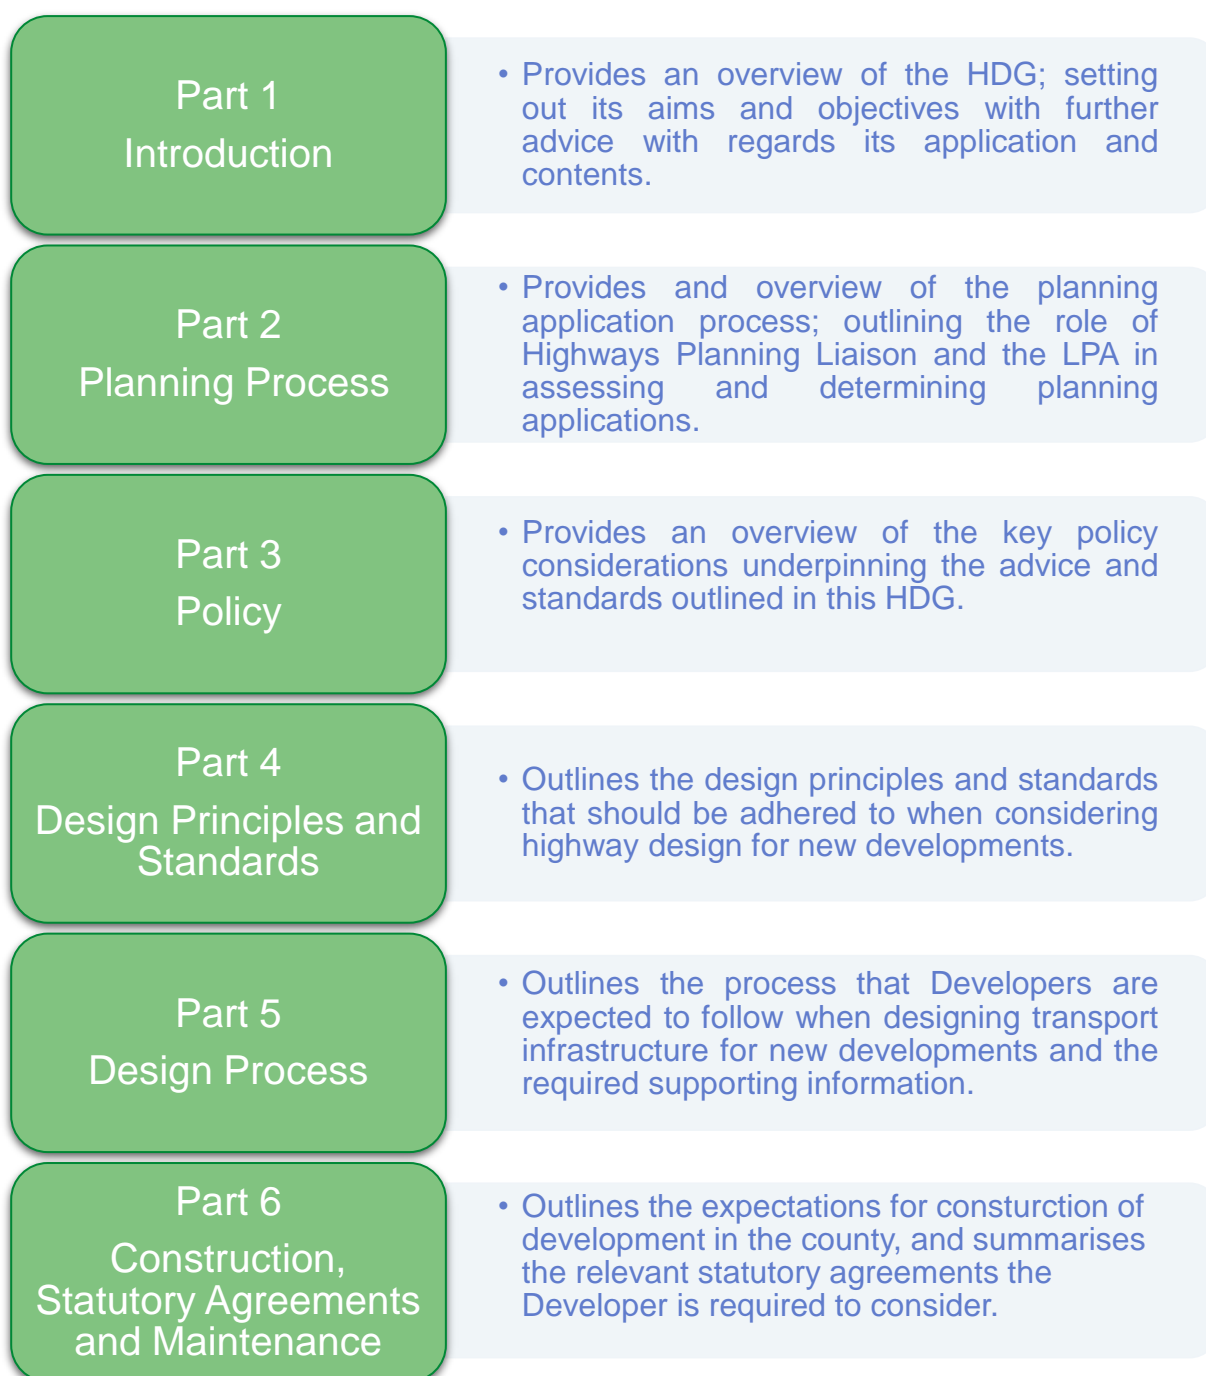 Part 1
Introduction
• Provides an overview of the HDG; setting
out its aims and objectives with further
advice with regards its application and
contents.
Part 2
Planning Process
• Provides and overview of the planning
application process; outlining the role of
Highways Planning Liaison and the LPA in
assessing and determining planning
applications.
Part 3
Policy
• Provides an overview of the key policy
considerations underpinning the advice and
standards outlined in this HDG.
Part 4
Design Principles and
Standards
• Outlines the design principles and standards
that should be adhered to when considering
highway design for new developments.
Part 5
Design Process
• Outlines the process that Developers are
expected to follow when designing transport
infrastructure for new developments and the
required supporting information.
Part 6
Construction,
Statutory Agreements
and Maintenance
• Outlines the expectations for consturction of
development in the county, and summarises
the relevant statutory agreements the
Developer is required to consider.